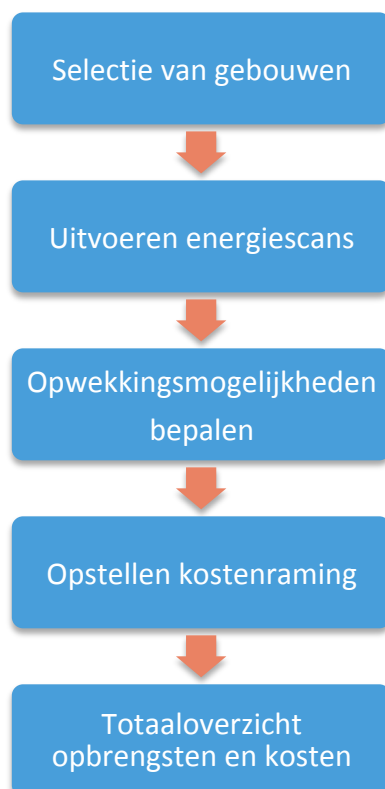 Selectie van gebouwen
Uitvoeren energiescans
Opwekkingsmogelijkheden
bepalen
Opstellen kostenraming
Totaaloverzicht
opbrengsten en kosten